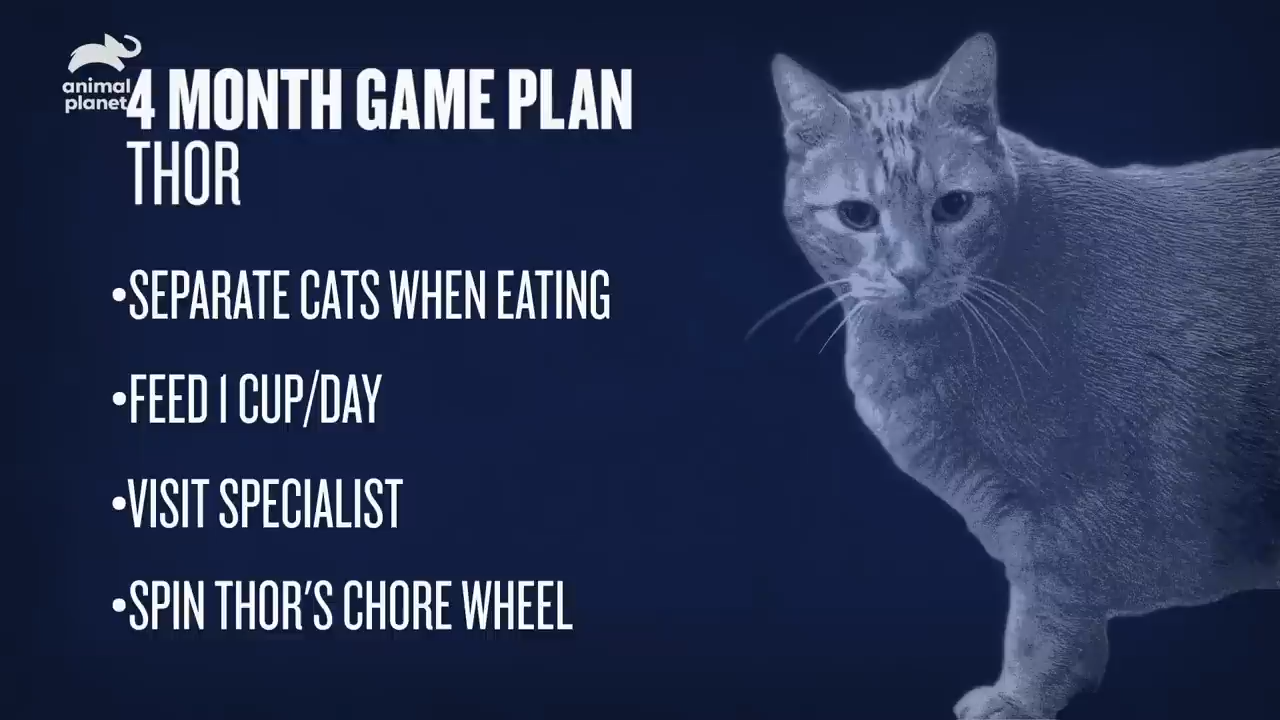 animal
planet
4 MONTH GAME PLAN
THOR
•SEPARATE CATS WHEN EATING
•FEED 1 CUP/DAY
•VISIT SPECIALIST
•SPIN THOR'S CHORE WHEEL